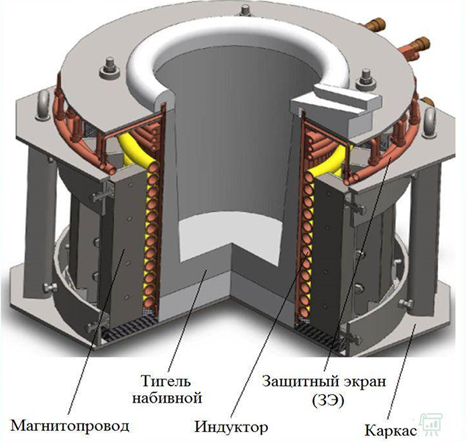 Тигель
набивной
Защитный экран
(ЗЭ)
Магнитопровод
Индуктор
Каркас